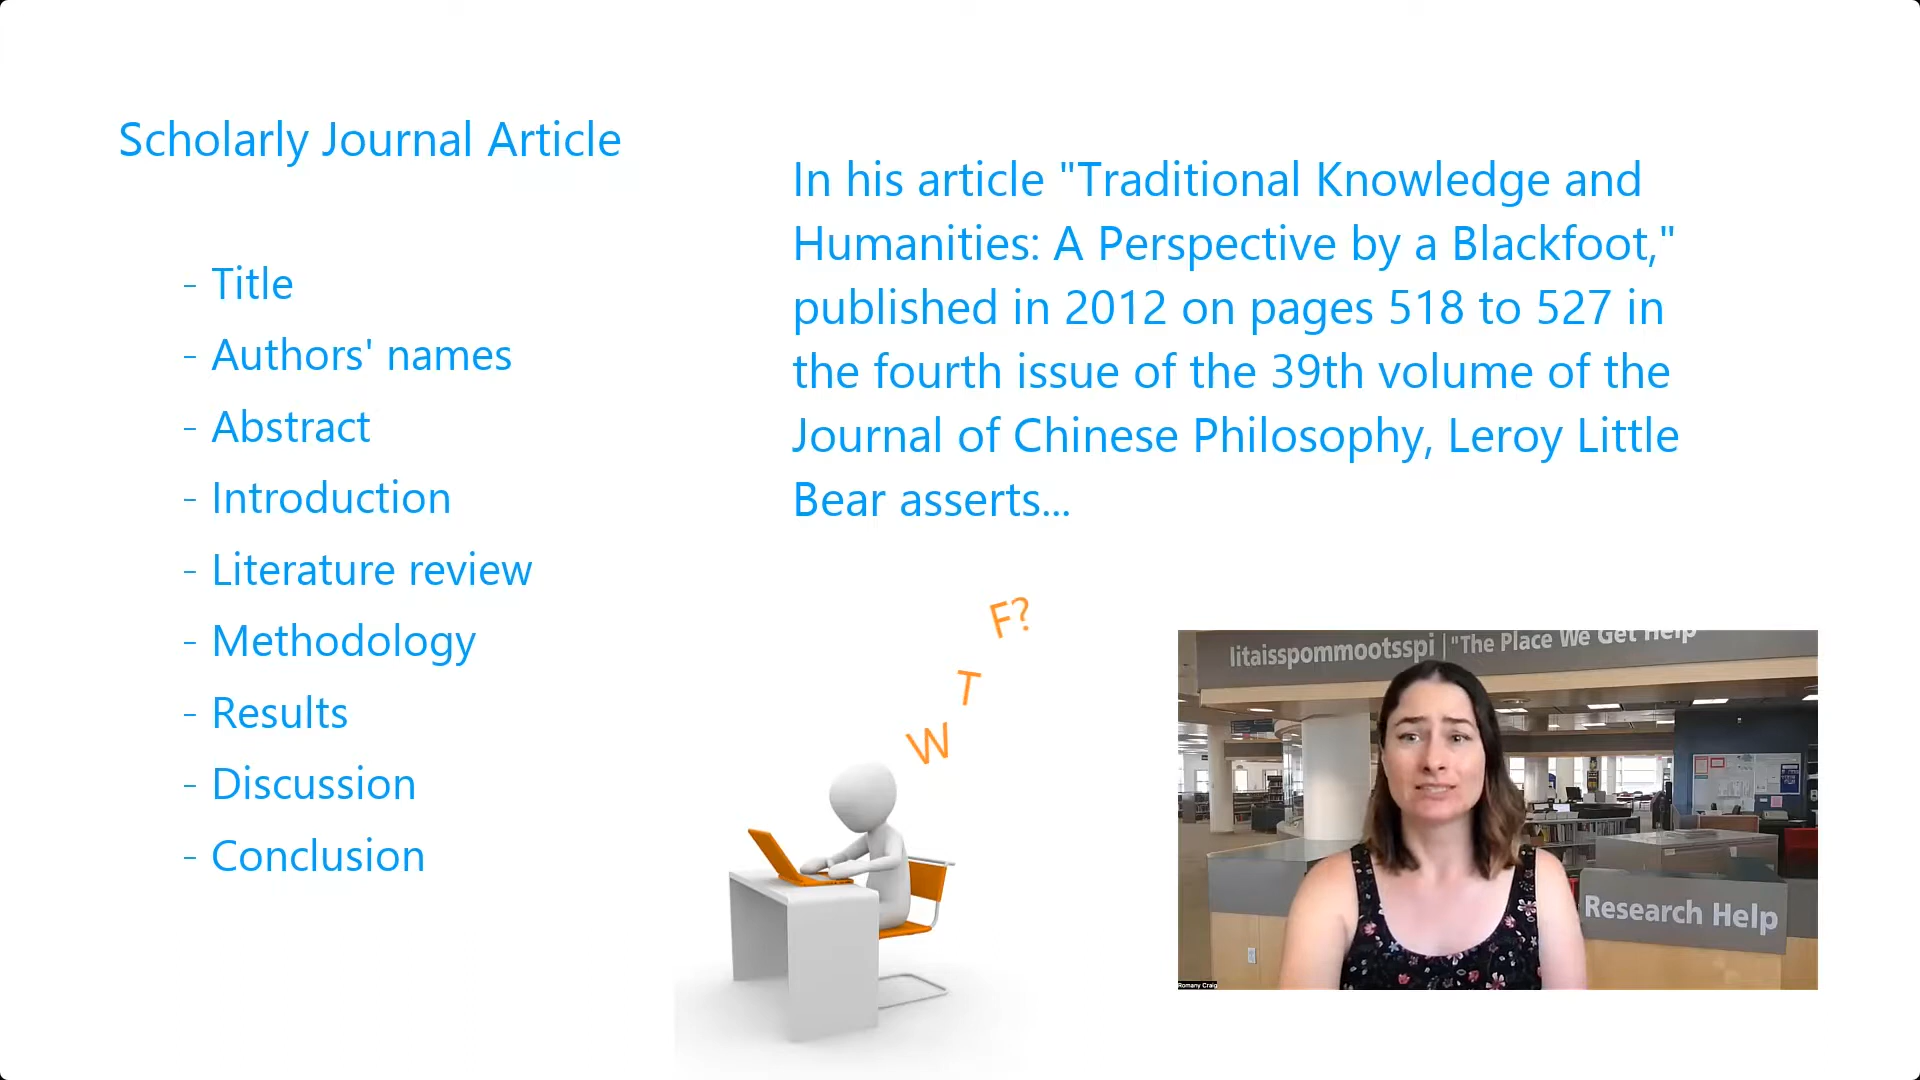 Scholarly Journal Article
- Title
- Authors' names
- Abstract
- Introduction
- Literature review
- Methodology
- Results
- Discussion
- Conclusion
In his article "Traditional Knowledge and
Humanities: A Perspective by a Blackfoot,"
published in 2012 on pages 518 to 527 in
the fourth issue of the 39th volume of the
Journal of Chinese Philosophy, Leroy Little
Bear asserts...
F?
T
W
Iitaisspommootsspi | "The Place We Get Help"
Research Help
Romany Craig